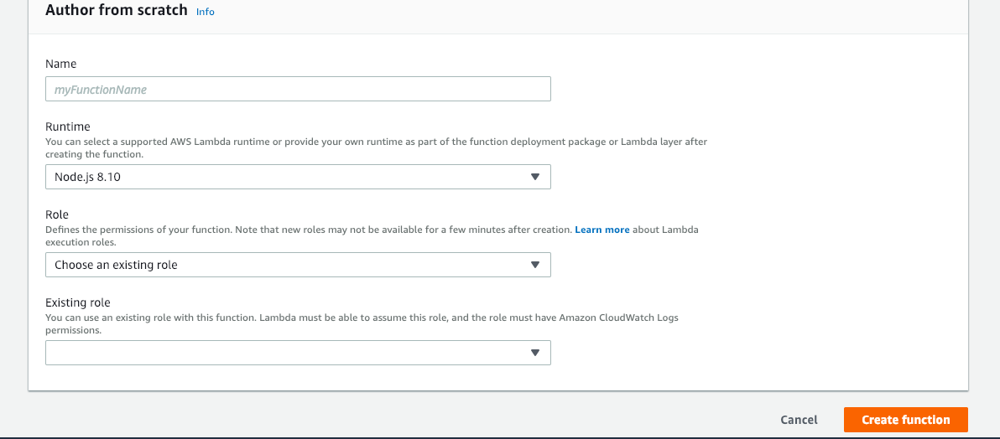 Author from scratch Info
Name
myFunctionName
Runtime
You can select a supported AWS Lambda runtime or provide your own runtime as part of the function deployment package or Lambda layer after
creating the function.
Node.js 8.10
Role
Defines the permissions of your function. Note that new roles may not be available for a few minutes after creation. Learn more about Lambda
execution roles.
Choose an existing role
Existing role
You can use an existing role with this function. Lambda must be able to assume this role, and the role must have Amazon CloudWatch Logs
permissions.
Cancel Create function